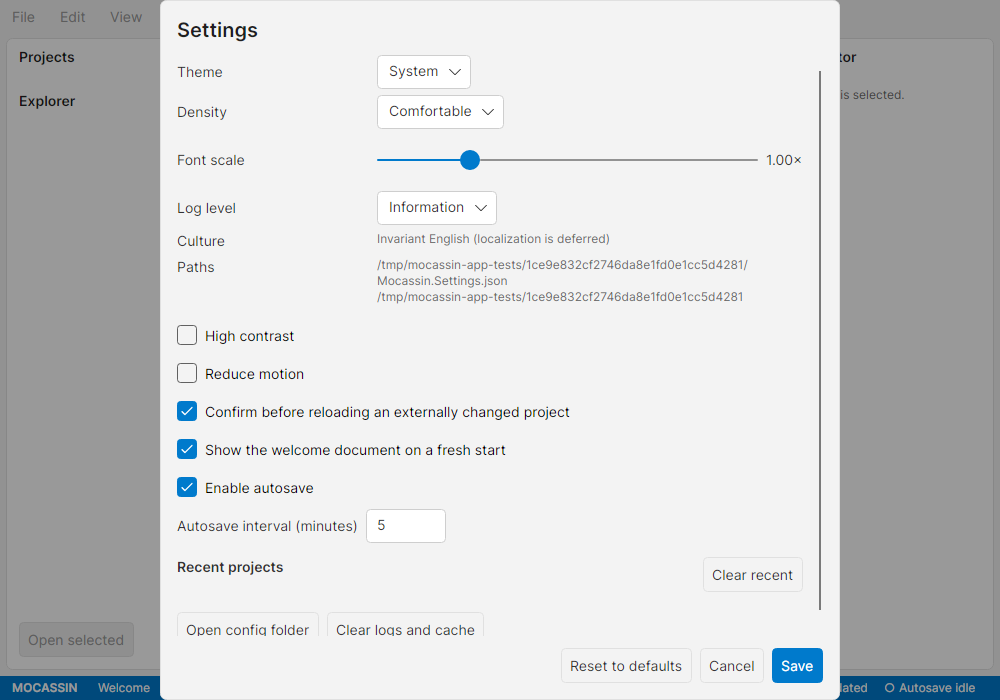 File Edit View
Settings
Projects
tor
Theme
System
Explorer
is selected.
Density
Comfortable
Font scale
1.00×
Log level
Information
Culture
Invariant English (localization is deferred)
Paths
/tmp/mocassin-app-tests/1ce9e832cf2746da8e1fd0e1cc5d4281/
Mocassin.Settings.json
/tmp/mocassin-app-tests/1ce9e832cf2746da8e1fd0e1cc5d4281
High contrast
Reduce motion
Confirm before reloading an externally changed project
Show the welcome document on a fresh start
Enable autosave
Autosave interval (minutes)
5
Recent projects
Clear recent
Open config folder
Clear logs and cache
Open selected
Reset to defaults
Cancel
Save
MOCASSIN Welcome
lated
Autosave idle